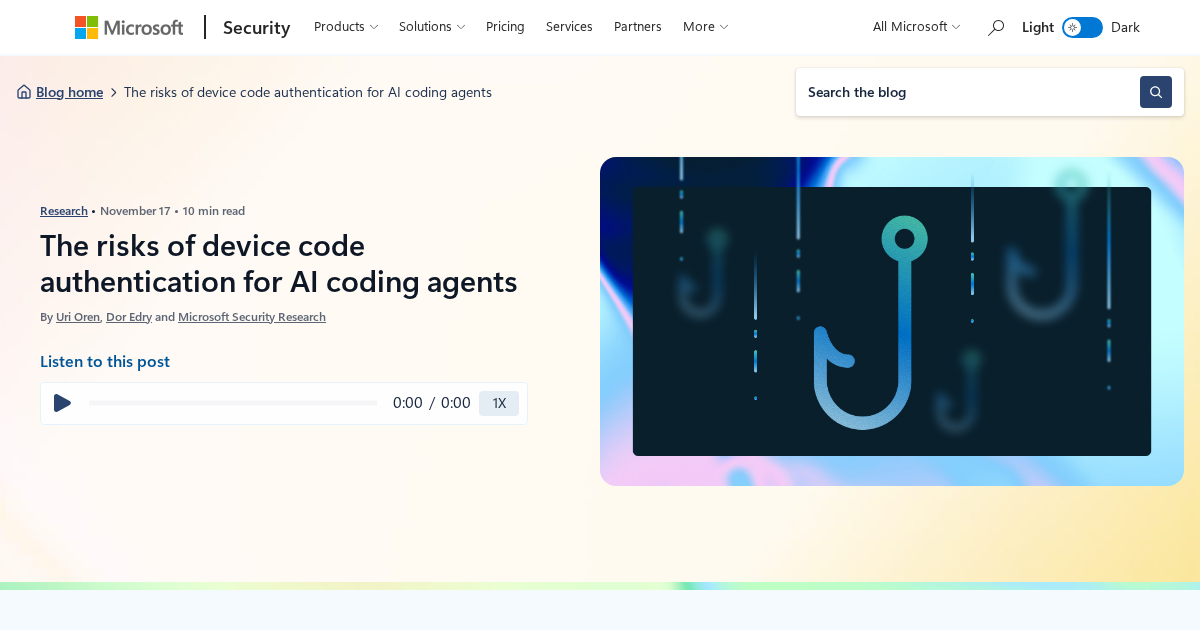 Microsoft
Security
Products
Solutions
Pricing
Services
Partners
More
All Microsoft
Light
Dark
Blog home
The risks of device code authentication for AI coding agents
Search the blog
Research • November 17 • 10 min read
The risks of device code
authentication for AI coding agents
By Uri Oren, Dor Edry and Microsoft Security Research
Listen to this post
0:00 / 0:00
1X